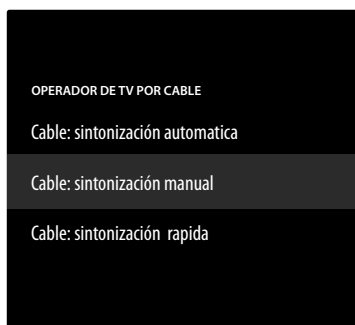 OPERADOR DE TV POR CABLE
Cable: sintonización automatica
Cable: sintonización manual
Cable: sintonización  rapida